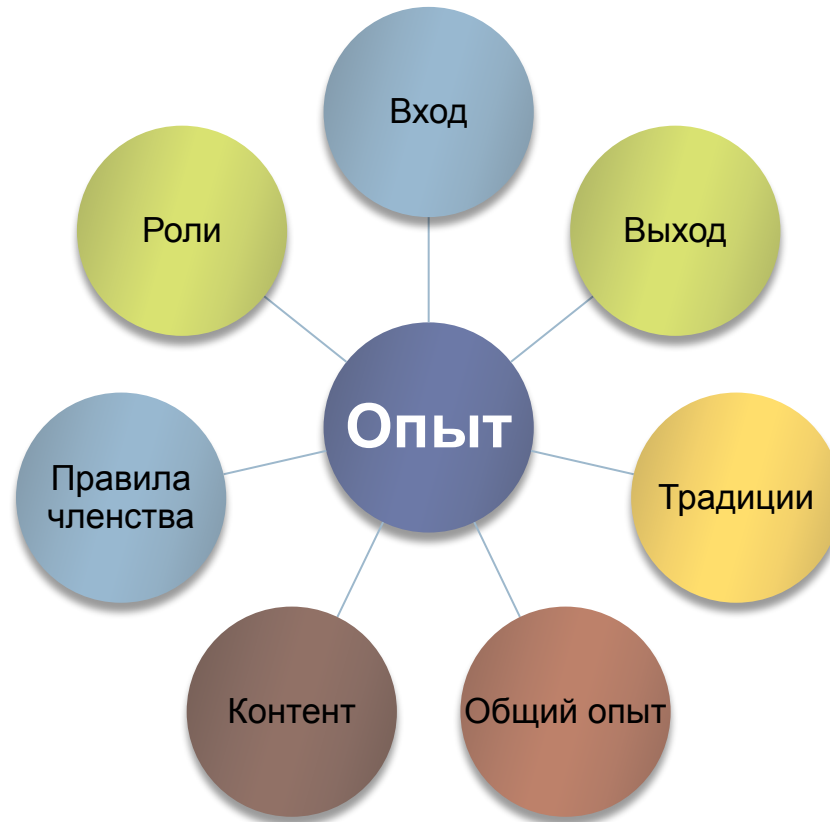 Вход
Роли
Выход
Опыт
Правила
членства
Традиции
Контент
Общий опыт